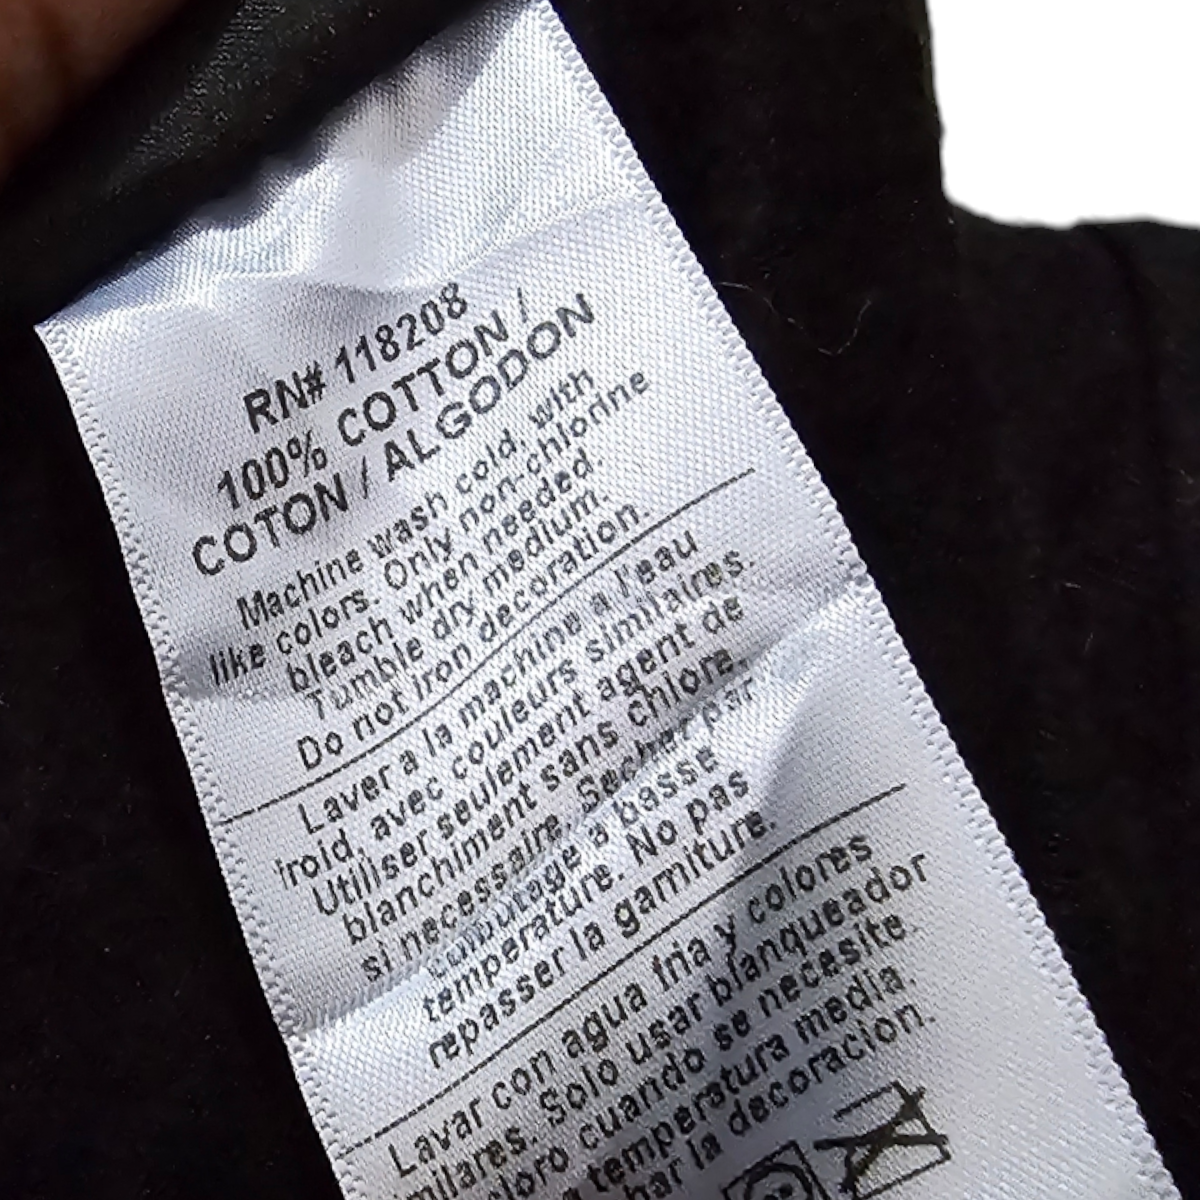 RN# 118208
100% COTTON /
COTON / ALGODON
Machine wash cold, with
like colors. Only non-chlorine
bleach when needed.
Tumble dry medium.
Do not iron decoration.
Laver a la machine a l'eau
froid, avec couleurs similaires.
Utiliser seulement agent de
blanchiment sans chlore.
si necessaire. Secher par
culbutage a basse
temperature. No pas
repasser la garniture.
Lavar con agua fria y colores
milares. Solo usar blanqueador
cloro cuando se necesite.
a temperatura media.
har la decoracion.